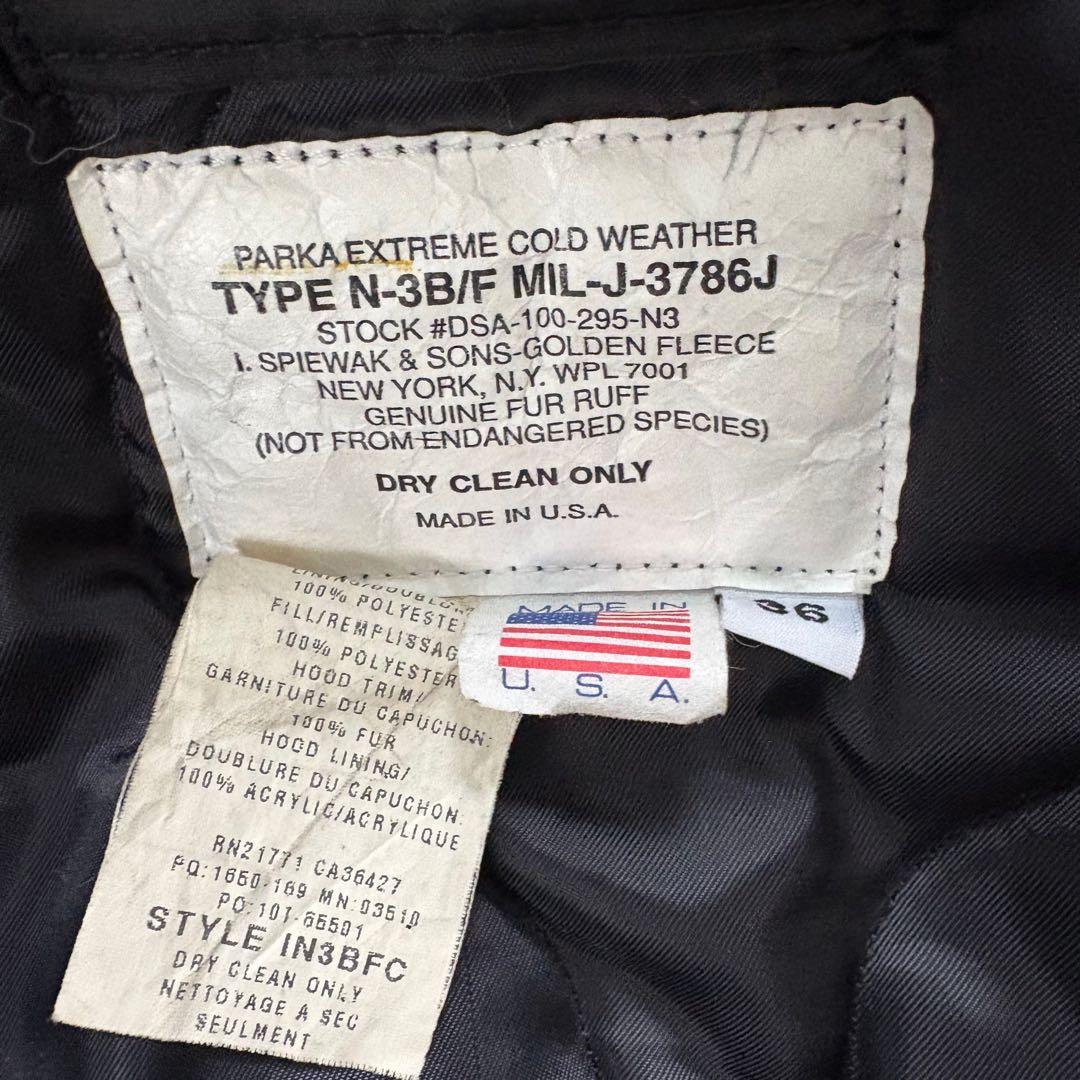 PARKA EXTREME COLD WEATHER
TYPE N-3B/F MIL-J-3786J
STOCK #DSA-100-295-N3
I. SPIEWAK & SONS-GOLDEN FLEECE
NEW YORK, N.Y. WPL 7001
GENUINE FUR RUFF
(NOT FROM ENDANGERED SPECIES)
DRY CLEAN ONLY
MADE IN U.S.A.
100% POLYESTE
FILL/REMPLISSAG
100% POLYESTER
HOOD TRIM/
GARNITURE DU CAPUCHON:
100% FUR
HOOD LINING/
DOUBLURE DU CAPUCHON:
100% ACRYLIC/ACRYLIQUE
RN21771 CA36427
PQ:1650-169 MN:03510
PO:101-66501
STYLE IN3BFC
DRY CLEAN ONLY
NETTOYAGE A SEC
SEULMENT
MADE IN
U. S. A.
36